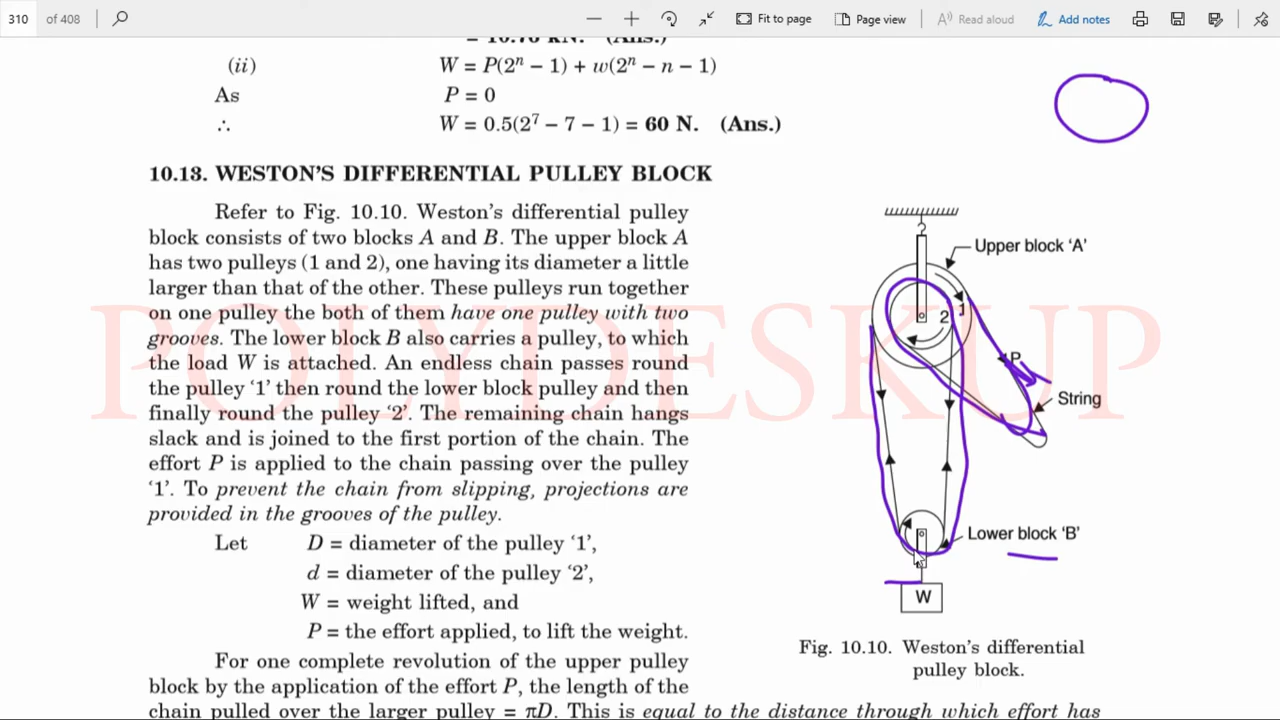 310 of 408 Fit to page Page view Read aloud Add notes
= 10.76 kN. (Ans.)
(ii) W = P(2ⁿ – 1) + w(2ⁿ – n – 1)
As P = 0
∴ W = 0.5(2⁷ – 7 – 1) = 60 N. (Ans.)
10.13. WESTON'S DIFFERENTIAL PULLEY BLOCK
Refer to Fig. 10.10. Weston's differential pulley
block consists of two blocks A and B. The upper block A
has two pulleys (1 and 2), one having its diameter a little
larger than that of the other. These pulleys run together
on one pulley the both of them have one pulley with two
grooves. The lower block B also carries a pulley, to which
the load W is attached. An endless chain passes round
the pulley ‘1’ then round the lower block pulley and then
finally round the pulley ‘2’. The remaining chain hangs
slack and is joined to the first portion of the chain. The
effort P is applied to the chain passing over the pulley
‘1’. To prevent the chain from slipping, projections are
provided in the grooves of the pulley.
Let D = diameter of the pulley ‘1’,
d = diameter of the pulley ‘2’,
W = weight lifted, and
P = the effort applied, to lift the weight.
For one complete revolution of the upper pulley
block by the application of the effort P, the length of the
chain pulled over the larger pulley = πD. This is equal to the distance through which effort has
Upper block ‘A’
1
2
P
String
Lower block ‘B’
W
Fig. 10.10. Weston's differential
pulley block.
POLYDESKUP